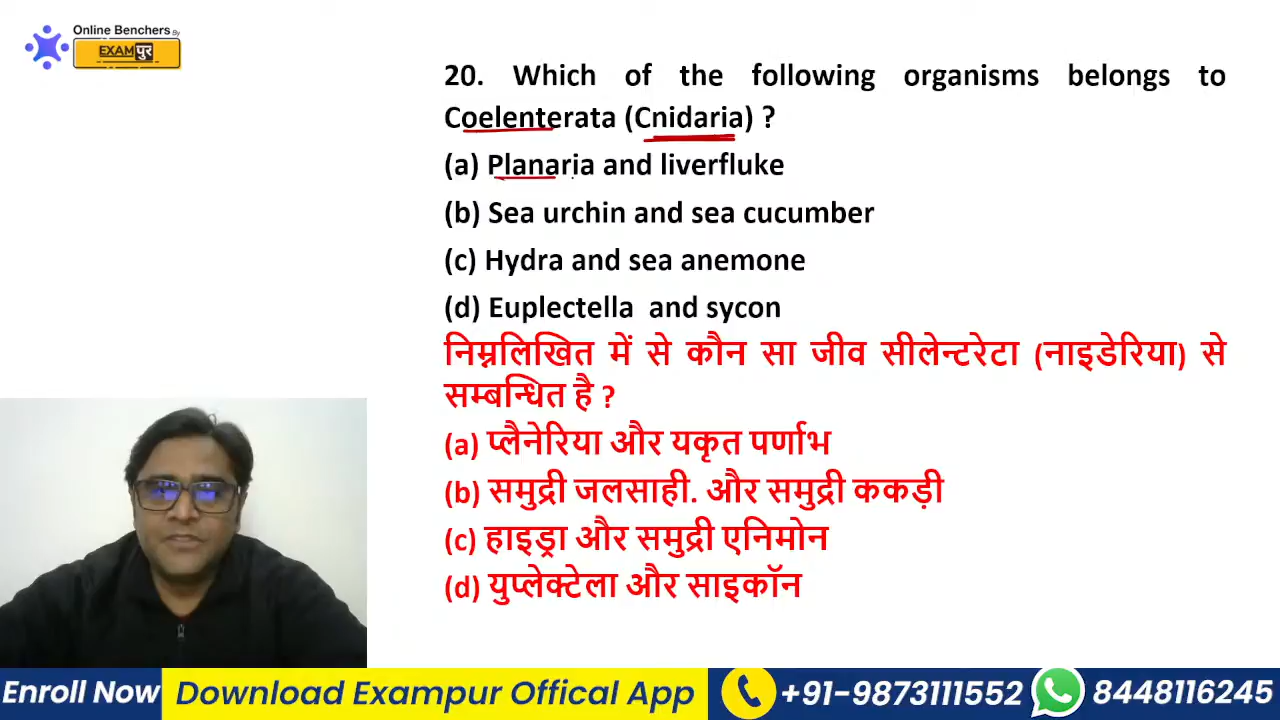 Online Benchers By
EXAMपुर
20. Which of the following organisms belongs to
Coelenterata (Cnidaria) ?
(a) Planaria and liverfluke
(b) Sea urchin and sea cucumber
(c) Hydra and sea anemone
(d) Euplectella and sycon
निम्नलिखित में से कौन सा जीव सीलेन्टरेटा (नाइडेरिया) से
सम्बन्धित है ?
(a) प्लैनेरिया और यकृत पर्णाभ
(b) समुद्री जलसाही. और समुद्री ककड़ी
(c) हाइड्रा और समुद्री एनिमोन
(d) युप्लेक्टेला और साइकॉन
Enroll Now Download Exampur Offical App +91-9873111552 8448116245